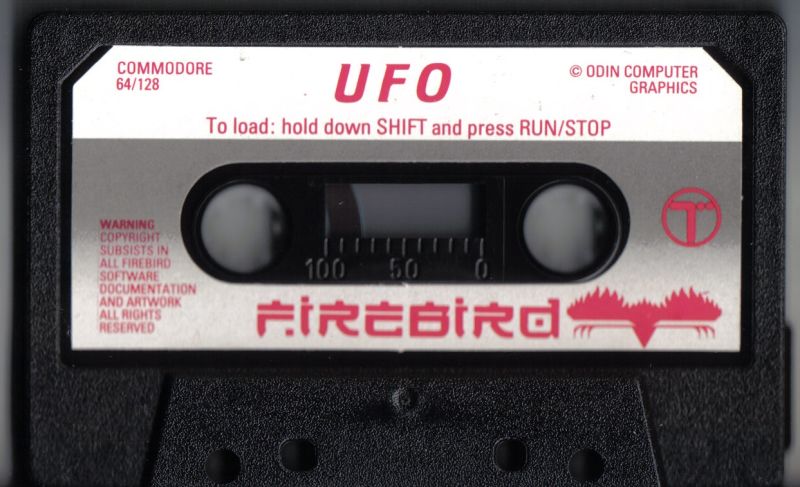 COMMODORE
64/128
UFO
© ODIN COMPUTER
GRAPHICS
To load: hold down SHIFT and press RUN/STOP
WARNING
COPYRIGHT
SUBSISTS IN
ALL FIREBIRD
SOFTWARE
DOCUMENTATION
AND ARTWORK
ALL RIGHTS
RESERVED
100 50 0
FIREBIRD